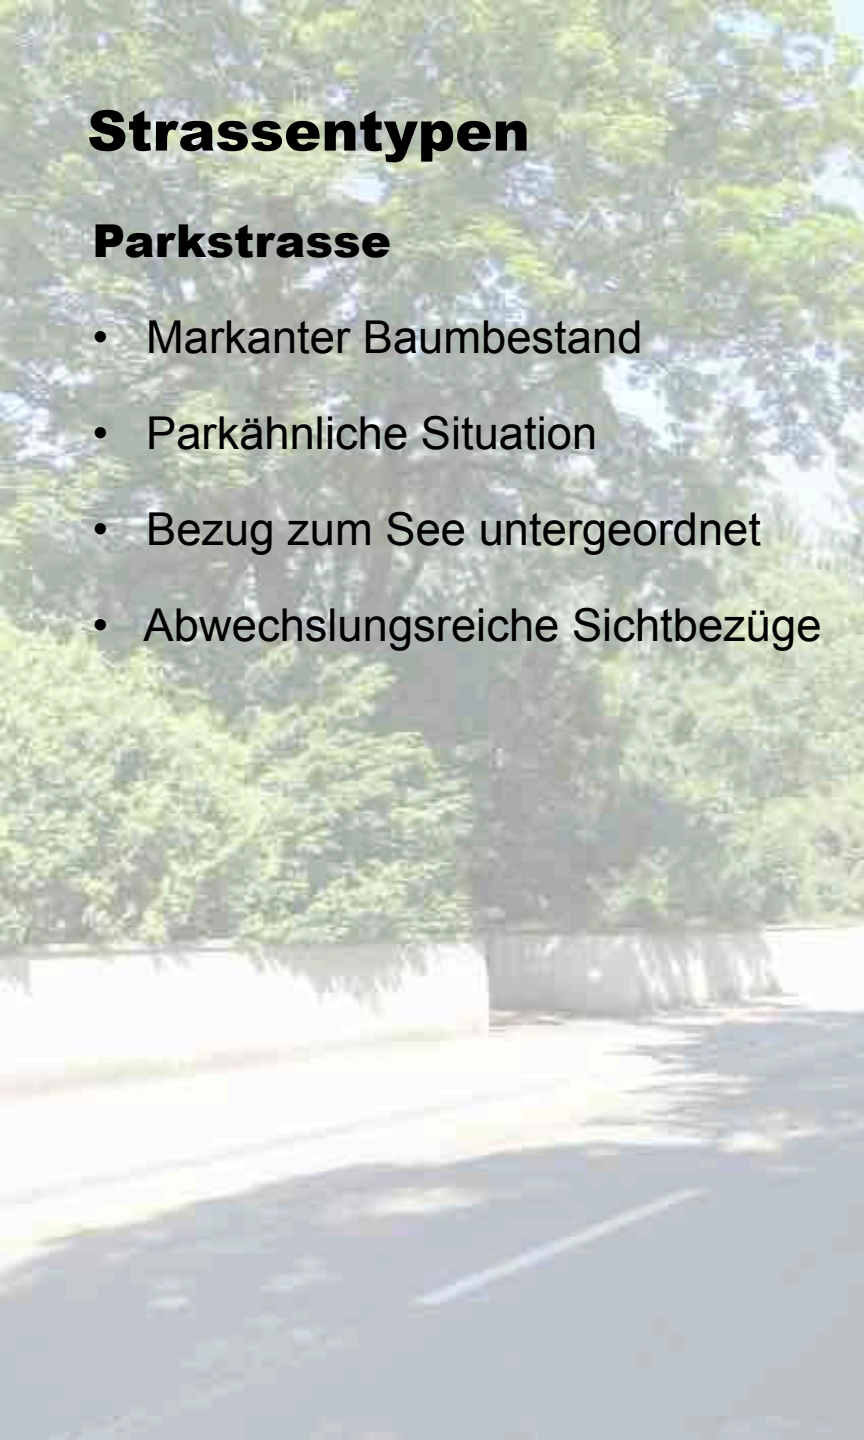 Strassentypen
Parkstrasse
• Markanter Baumbestand
• Parkähnliche Situation
• Bezug zum See untergeordnet
• Abwechslungsreiche Sichtbezüge